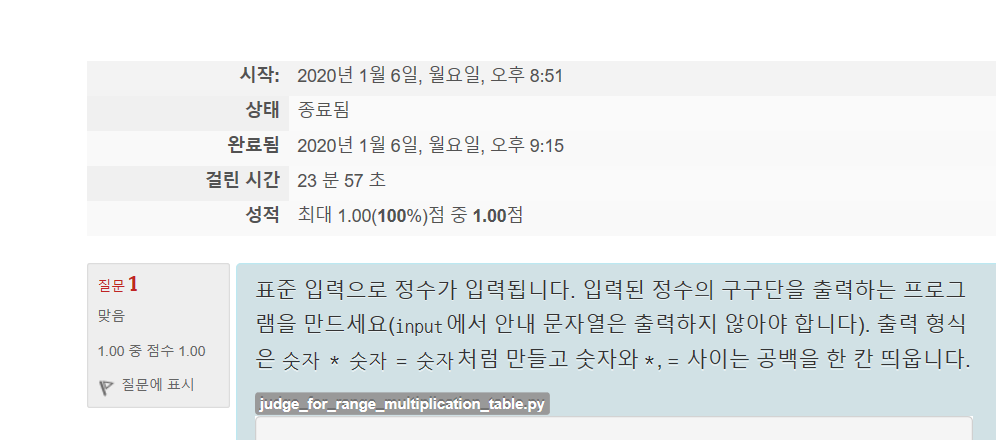 시작: 2020년 1월 6일, 월요일, 오후 8:51
상태 종료됨
완료됨 2020년 1월 6일, 월요일, 오후 9:15
걸린 시간 23 분 57 초
성적 최대 1.00(100%)점 중 1.00점
질문 1
맞음
1.00 중 점수 1.00
질문에 표시
표준 입력으로 정수가 입력됩니다. 입력된 정수의 구구단을 출력하는 프로그
램을 만드세요(input에서 안내 문자열은 출력하지 않아야 합니다). 출력 형식
은 숫자 * 숫자 = 숫자처럼 만들고 숫자와 *, = 사이는 공백을 한 칸 띄웁니다.
judge_for_range_multiplication_table.py